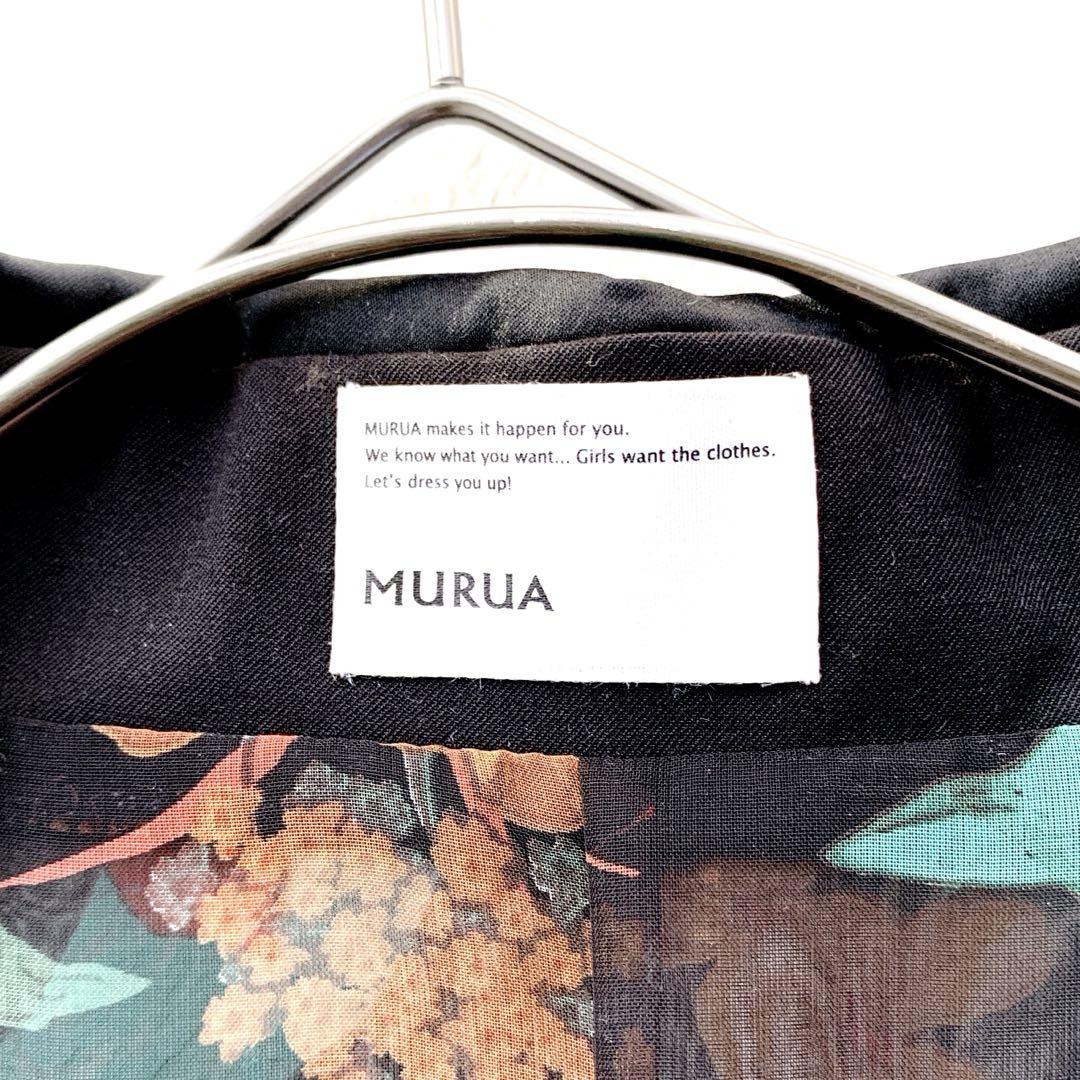 MURUA makes it happen for you.
We know what you want... Girls want the clothes.
Let's dress you up!
MURUA